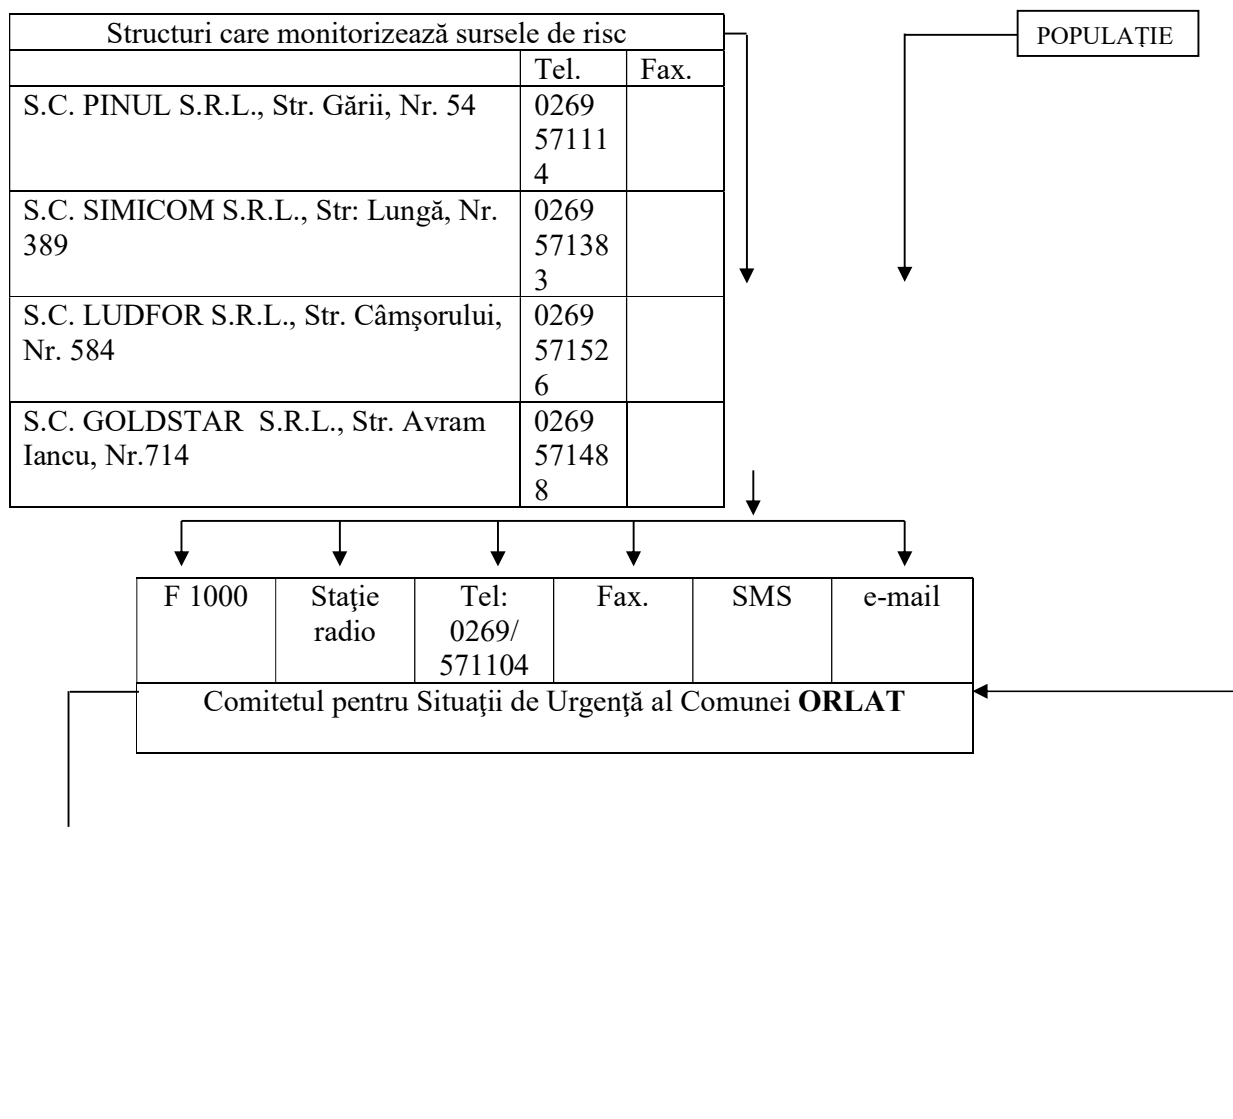 Structuri care monitorizează sursele de risc
POPULAŢIE
Tel. Fax.
S.C. PINUL S.R.L., Str. Gării, Nr. 54 0269
57111
4
S.C. SIMICOM S.R.L., Str: Lungă, Nr. 0269
389 57138
3
S.C. LUDFOR S.R.L., Str. Câmşorului, 0269
Nr. 584 57152
6
S.C. GOLDSTAR  S.R.L., Str. Avram 0269
Iancu, Nr.714 57148
8
F 1000 Staţie Tel: Fax. SMS e-mail
radio 0269/
571104
Comitetul pentru Situaţii de Urgenţă al Comunei ORLAT